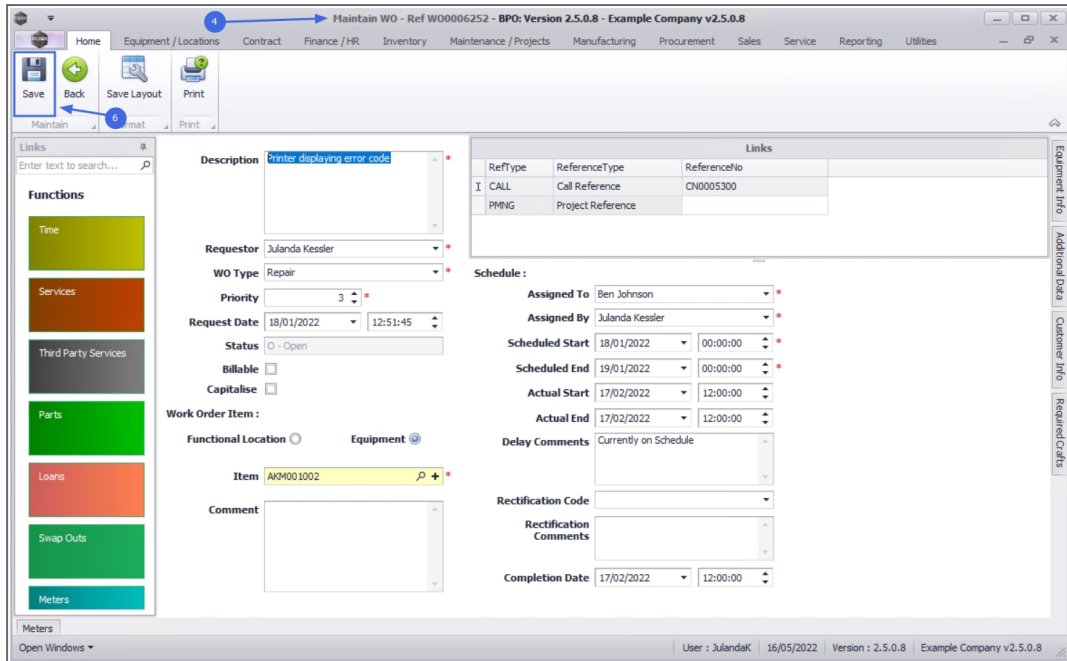 Maintain WO - Ref WO0006252 - BPO: Version 2.5.0.8 - Example Company v2.5.0.8
4
Home Equipment / Locations Contract Finance / HR Inventory Maintenance / Projects Manufacturing Procurement Sales Service Reporting Utilities
Save Back Save Layout Print
6
Maintain rmat Print
Links
Enter text to search...
Functions
Time
Services
Third Party Services
Parts
Loans
Swap Outs
Meters
Description Printer displaying error code *
Requestor Julanda Kessler *
WO Type Repair *
Priority 3 *
Request Date 18/01/2022 12:51:45
Status O - Open
Billable
Capitalise
Work Order Item :
Functional Location Equipment
Item AKM001002 *
Comment
Links
RefType ReferenceType ReferenceNo
CALL Call Reference CN0005300
PMNG Project Reference
Schedule :
Assigned To Ben Johnson *
Assigned By Julanda Kessler *
Scheduled Start 18/01/2022 00:00:00 *
Scheduled End 19/01/2022 00:00:00 *
Actual Start 17/02/2022 12:00:00
Actual End 17/02/2022 12:00:00
Delay Comments Currently on Schedule
Rectification Code
Rectification
Comments
Completion Date 17/02/2022 12:00:00
Equipment Info
Additional Data
Customer Info
Required Crafts
Meters
Open Windows User : JulandaK 16/05/2022 Version : 2.5.0.8 Example Company v2.5.0.8